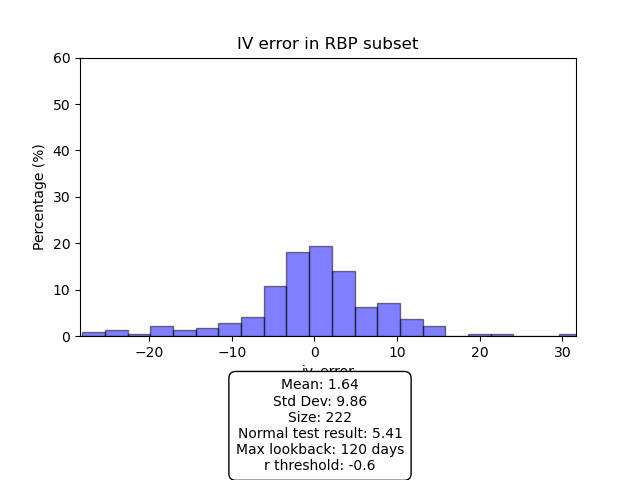 IV error in RBP subset
60
50
40
30
20
10
0
Percentage (%)
−20 −10 0 10 20 30
iv_error
Mean: 1.64
Std Dev: 9.86
Size: 222
Normal test result: 5.41
Max lookback: 120 days
r threshold: -0.6